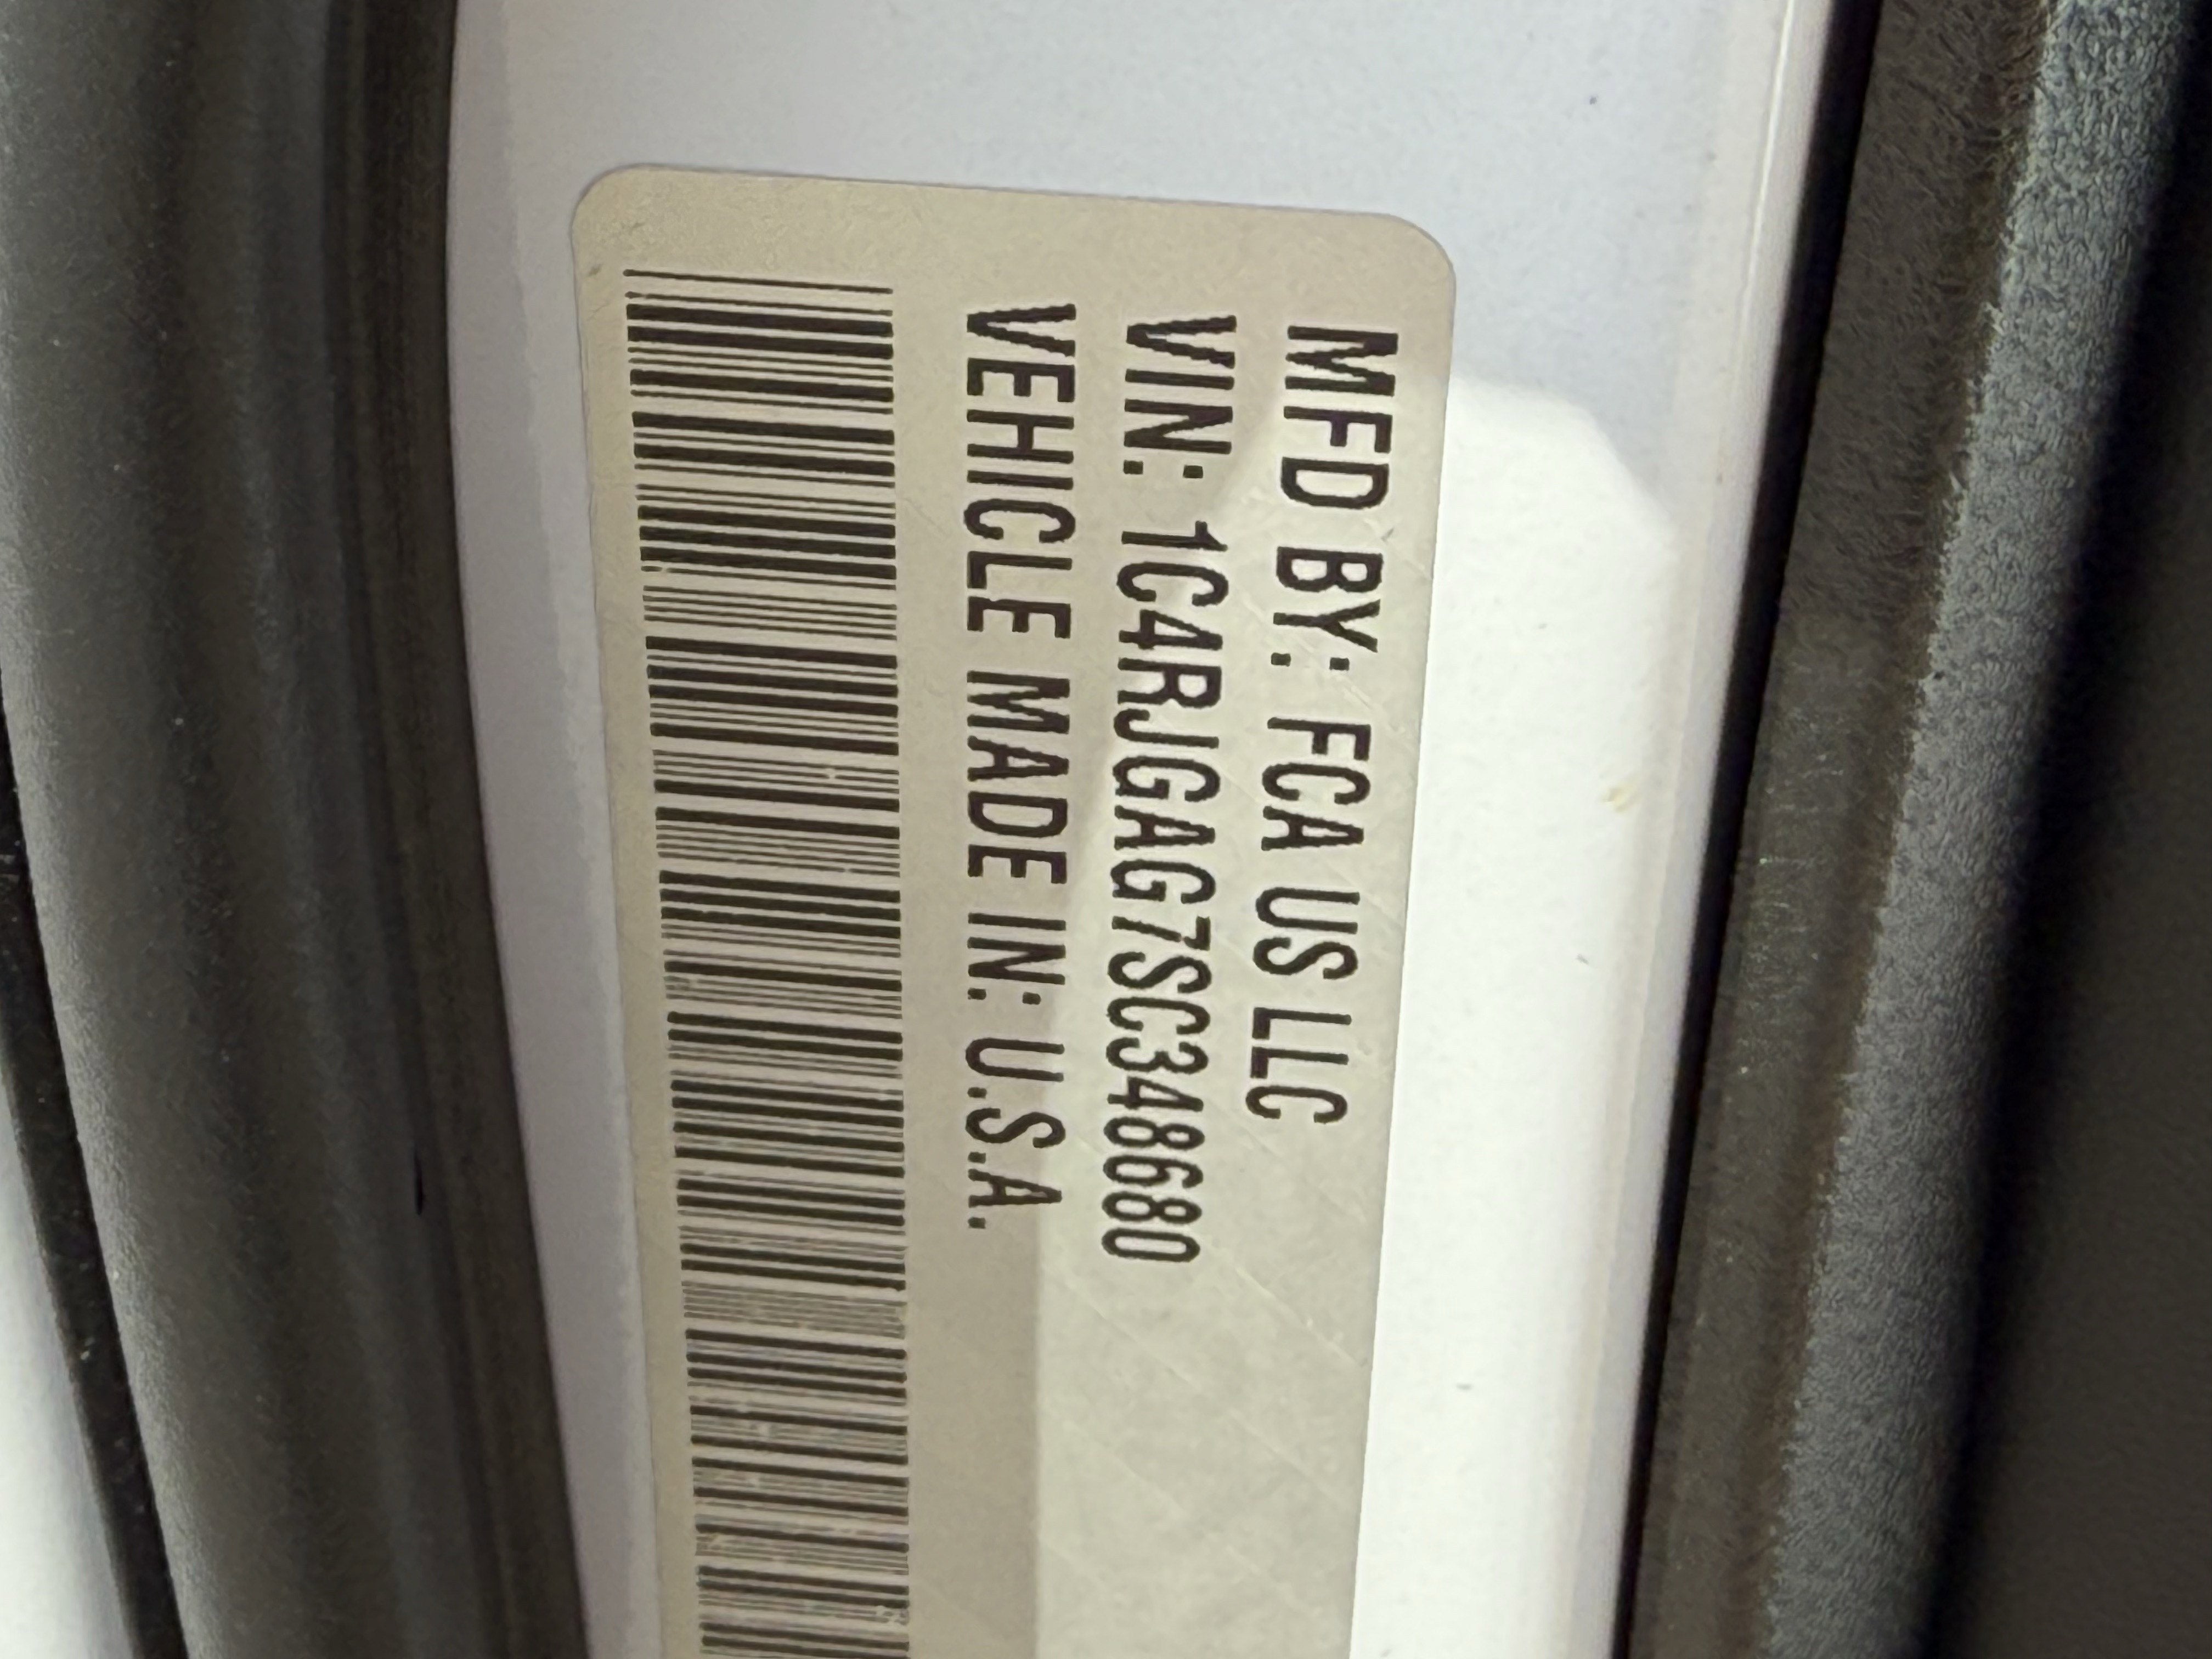 MFD BY: FCA US LLC
VIN: 1C4RJGAG7SC348680
VEHICLE MADE IN: U.S.A.